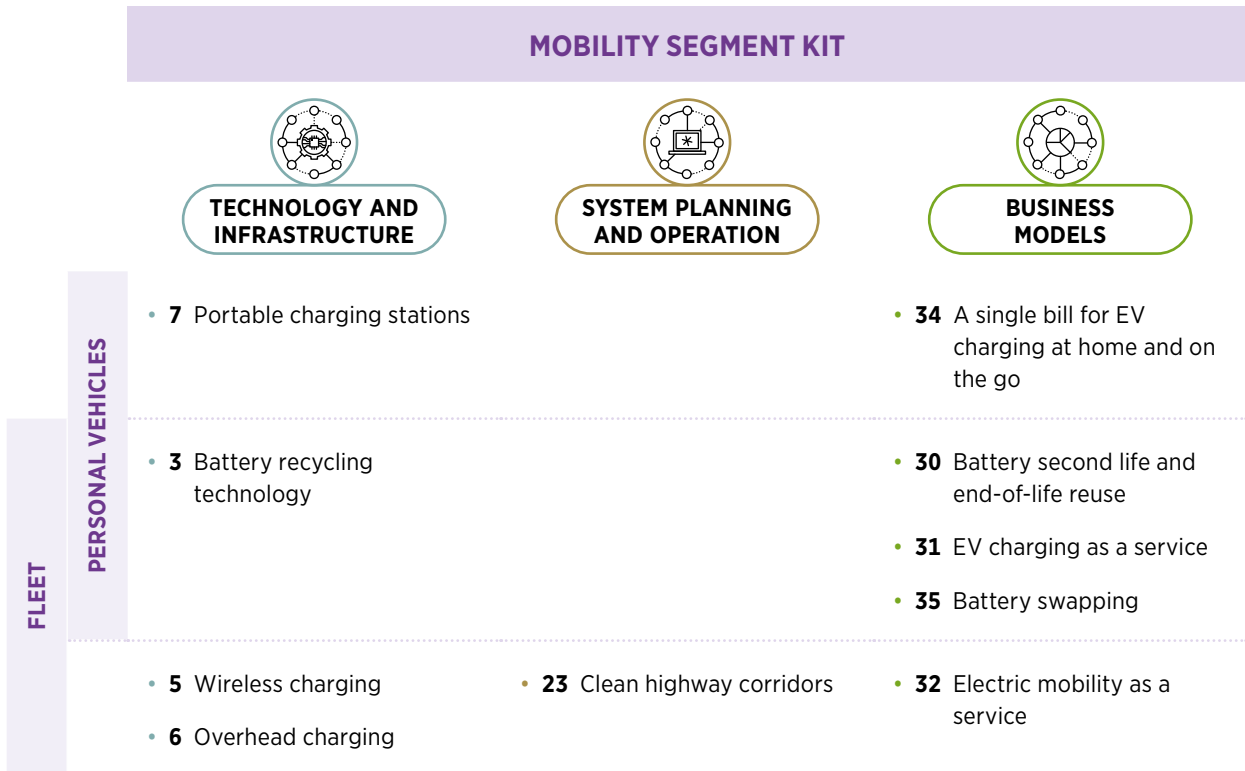 MOBILITY SEGMENT KIT
TECHNOLOGY AND
INFRASTRUCTURE
SYSTEM PLANNING
AND OPERATION
BUSINESS
MODELS
PERSONAL VEHICLES
• 7 Portable charging stations
• 34 A single bill for EV
charging at home and on
the go
FLEET
• 3 Battery recycling
technology
• 30 Battery second life and
end-of-life reuse
• 31 EV charging as a service
• 35 Battery swapping
• 5 Wireless charging
• 6 Overhead charging
• 23 Clean highway corridors
• 32 Electric mobility as a
service